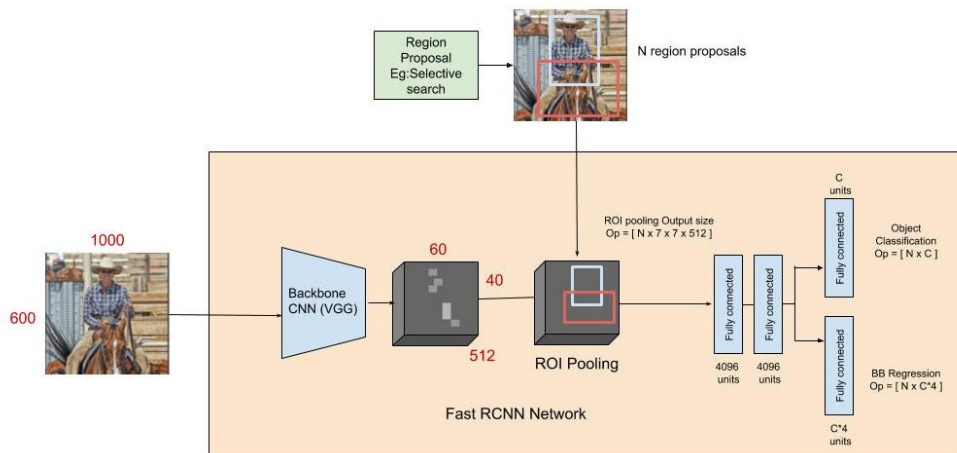 Region
Proposal
Eg:Selective
search
N region proposals
1000
600
Backbone
CNN (VGG)
60
40
512
ROI pooling Output size
Op = [ N x 7 x 7 x 512 ]
ROI Pooling
Fully connected
4096
units
Fully connected
4096
units
C
units
Fully connected
Object
Classification
Op = [ N x C ]
Fully connected
C*4
units
BB Regression
Op = [ N x C*4 ]
Fast RCNN Network